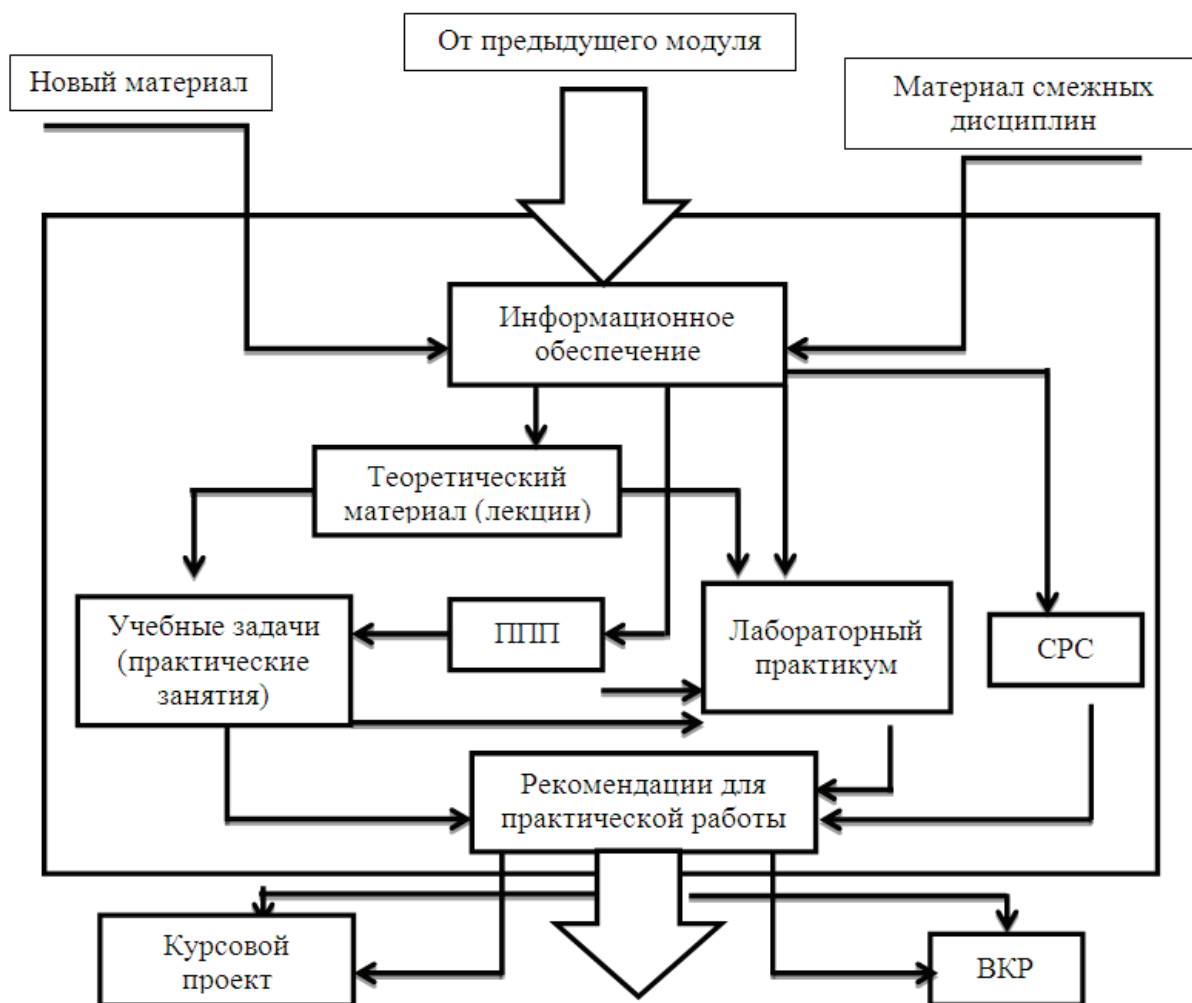 От предыдущего модуля
Новый материал
Материал смежных
дисциплин
Информационное
обеспечение
Теоретический
материал (лекции)
Учебные задачи
(практические
занятия)
ППП
Лабораторный
практикум
СРС
Рекомендации для
практической работы
Курсовой
проект
ВКР